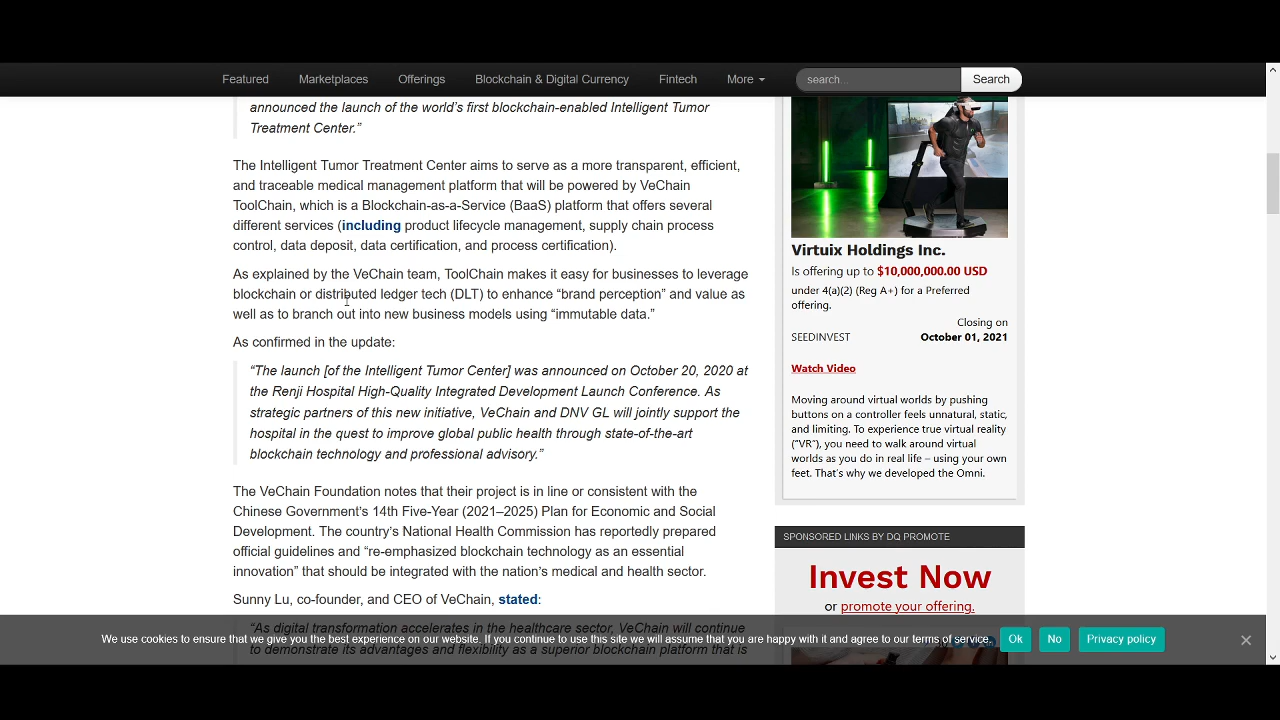 Featured
Marketplaces
Offerings
Blockchain & Digital Currency
Fintech
More
search...
Search
announced the launch of the world’s first blockchain-enabled Intelligent Tumor
Treatment Center.”
The Intelligent Tumor Treatment Center aims to serve as a more transparent, efficient,
and traceable medical management platform that will be powered by VeChain
ToolChain, which is a Blockchain-as-a-Service (BaaS) platform that offers several
different services (including product lifecycle management, supply chain process
control, data deposit, data certification, and process certification).
As explained by the VeChain team, ToolChain makes it easy for businesses to leverage
blockchain or distributed ledger tech (DLT) to enhance “brand perception” and value as
well as to branch out into new business models using “immutable data.”
As confirmed in the update:
“The launch [of the Intelligent Tumor Center] was announced on October 20, 2020 at
the Renji Hospital High-Quality Integrated Development Launch Conference. As
strategic partners of this new initiative, VeChain and DNV GL will jointly support the
hospital in the quest to improve global public health through state-of-the-art
blockchain technology and professional advisory.”
The VeChain Foundation notes that their project is in line or consistent with the
Chinese Government’s 14th Five-Year (2021–2025) Plan for Economic and Social
Development. The country’s National Health Commission has reportedly prepared
official guidelines and “re-emphasized blockchain technology as an essential
innovation” that should be integrated with the nation’s medical and health sector.
Sunny Lu, co-founder, and CEO of VeChain, stated:
“As digital transformation accelerates in the healthcare sector, VeChain will continue
to demonstrate its advantages and flexibility as a superior blockchain platform that is
Virtuix Holdings Inc.
Is offering up to $10,000,000.00 USD
under 4(a)(2) (Reg A+) for a Preferred
offering.
Closing on
SEEDINVEST October 01, 2021
Watch Video
Moving around virtual worlds by pushing
buttons on a controller feels unnatural, static,
and limiting. To experience true virtual reality
(“VR”), you need to walk around virtual
worlds as you do in real life – using your own
feet. That’s why we developed the Omni.
SPONSORED LINKS BY DQ PROMOTE
Invest Now
or promote your offering.
We use cookies to ensure that we give you the best experience on our website. If you continue to use this site we will assume that you are happy with it and agree to our terms of service.
Ok
No
Privacy policy